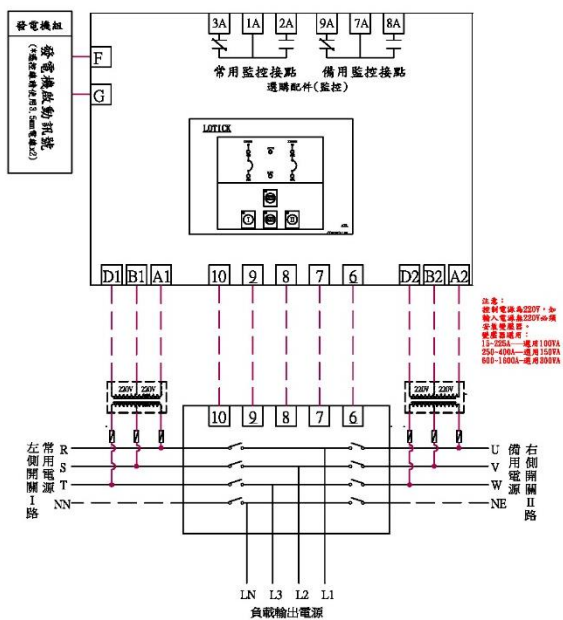 3A 1A 2A 9A 7A 8A
常用監控接點 備用監控接點
選購配件(監控)
發電機組
發電機啟動訊號
(*遙控線請使用3.5mm電線x2)
F
G
LOTICK
D1 B1 A1 10 9 8 7 6 D2 B2 A2
注意:
控制電源為220V,如
輸入電源無220V必須
安裝變壓器。
變壓器選用:
15-225A──選用100VA
250-400A─選用150VA
600-1600A-選用200VA
220V 220V
220V 220V
10 9 8 7 6
左側開關I路
常用電源
R
S
T
NN
U
V
W
NE
備用電源
右側開關II路
LN L3 L2 L1
負載輸出電源